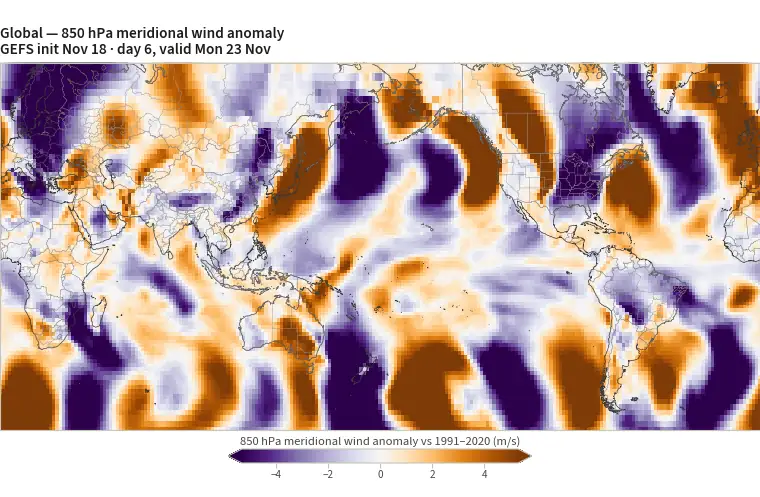 Global — 850 hPa meridional wind anomaly
GEFS init Nov 18 · day 6, valid Mon 23 Nov
850 hPa meridional wind anomaly vs 1991–2020 (m/s)
−4 −2 0 2 4